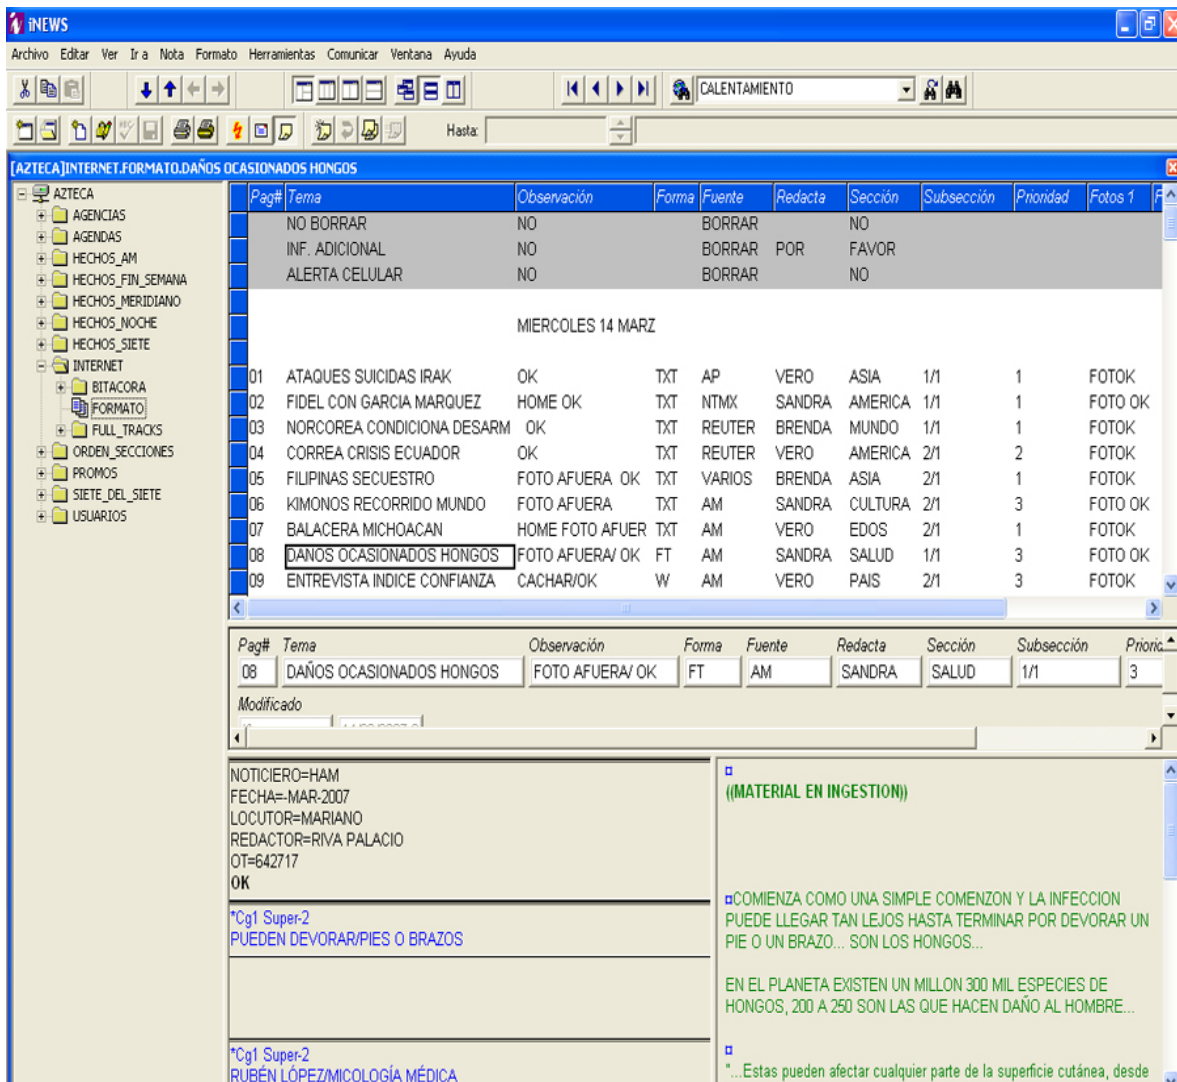 iNEWS
Archivo Editar Ver Ir a Nota Formato Herramientas Comunicar Ventana Ayuda
CALENTAMIENTO
Hasta:
[AZTECA]INTERNET.FORMATO.DAÑOS OCASIONADOS HONGOS
AZTECA
AGENCIAS
AGENDAS
HECHOS_AM
HECHOS_FIN_SEMANA
HECHOS_MERIDIANO
HECHOS_NOCHE
HECHOS_SIETE
INTERNET
BITACORA
FORMATO
FULL_TRACKS
ORDEN_SECCIONES
PROMOS
SIETE_DEL_SIETE
USUARIOS
Pag# Tema Observación Forma Fuente Redacta Sección Subsección Prioridad Fotos 1 F
NO BORRAR NO BORRAR NO
INF. ADICIONAL NO BORRAR POR FAVOR
ALERTA CELULAR NO BORRAR NO
MIERCOLES 14 MARZ
01 ATAQUES SUICIDAS IRAK OK TXT AP VERO ASIA 1/1 1 FOTOK
02 FIDEL CON GARCIA MARQUEZ HOME OK TXT NTMX SANDRA AMERICA 1/1 1 FOTO OK
03 NORCOREA CONDICIONA DESARM OK TXT REUTER BRENDA MUNDO 1/1 1 FOTOK
04 CORREA CRISIS ECUADOR OK TXT REUTER VERO AMERICA 2/1 2 FOTOK
05 FILIPINAS SECUESTRO FOTO AFUERA OK TXT VARIOS BRENDA ASIA 2/1 1 FOTOK
06 KIMONOS RECORRIDO MUNDO FOTO AFUERA TXT AM SANDRA CULTURA 2/1 3 FOTO OK
07 BALACERA MICHOACAN HOME FOTO AFUER TXT AM VERO EDOS 2/1 1 FOTOK
08 DAÑOS OCASIONADOS HONGOS FOTO AFUERA/ OK FT AM SANDRA SALUD 1/1 3 FOTO OK
09 ENTREVISTA INDICE CONFIANZA CACHAR/OK W AM VERO PAIS 2/1 3 FOTOK
Pag# Tema Observación Forma Fuente Redacta Sección Subsección Priorid
08 DAÑOS OCASIONADOS HONGOS FOTO AFUERA/ OK FT AM SANDRA SALUD 1/1 3
Modificado
NOTICIERO=HAM
FECHA=-MAR-2007
LOCUTOR=MARIANO
REDACTOR=RIVA PALACIO
OT=642717
OK
*Cg1 Super-2
PUEDEN DEVORAR/PIES O BRAZOS
*Cg1 Super-2
RUBÉN LÓPEZ/MICOLOGÍA MÉDICA
((MATERIAL EN INGESTION))
COMIENZA COMO UNA SIMPLE COMENZON Y LA INFECCION
PUEDE LLEGAR TAN LEJOS HASTA TERMINAR POR DEVORAR UN
PIE O UN BRAZO... SON LOS HONGOS...
EN EL PLANETA EXISTEN UN MILLON 300 MIL ESPECIES DE
HONGOS, 200 A 250 SON LAS QUE HACEN DAÑO AL HOMBRE...
"...Estas pueden afectar cualquier parte de la superficie cutánea, desde